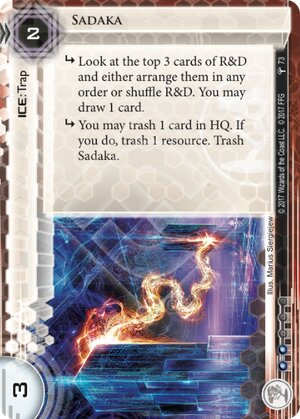 2
SADAKA
ICE: Trap
↳ Look at the top 3 cards of R&D
and either arrange them in any
order or shuffle R&D. You may
draw 1 card.
↳ You may trash 1 card in HQ. If
you do, trash 1 resource. Trash
Sadaka.
73
© 2017 Wizards of the Coast LLC. © 2017 FFG
Illus. Marius Siergiejew
3